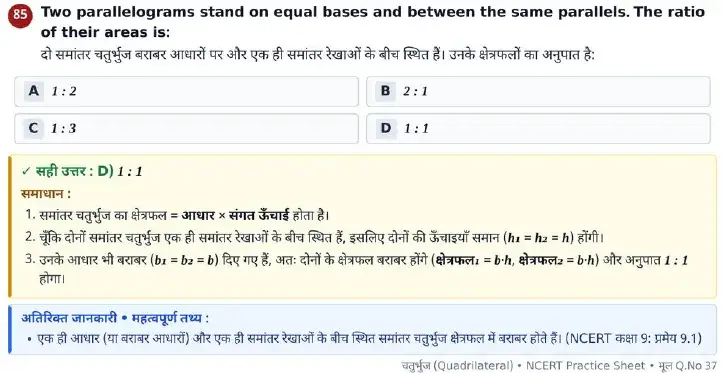 85 Two parallelograms stand on equal bases and between the same parallels. The ratio
of their areas is:
दो समांतर चतुर्भुज बराबर आधारों पर और एक ही समांतर रेखाओं के बीच स्थित हैं। उनके क्षेत्रफलों का अनुपात है:
A 1 : 2
B 2 : 1
C 1 : 3
D 1 : 1
✓ सही उत्तर : D) 1 : 1
समाधान :
1. समांतर चतुर्भुज का क्षेत्रफल = आधार × संगत ऊँचाई होता है।
2. चूँकि दोनों समांतर चतुर्भुज एक ही समांतर रेखाओं के बीच स्थित हैं, इसलिए दोनों की ऊँचाइयाँ समान (h₁ = h₂ = h) होंगी।
3. उनके आधार भी बराबर (b₁ = b₂ = b) दिए गए हैं, अतः दोनों के क्षेत्रफल बराबर होंगे (क्षेत्रफल₁ = b·h, क्षेत्रफल₂ = b·h) और अनुपात 1 : 1
होगा।
अतिरिक्त जानकारी • महत्वपूर्ण तथ्य :
• एक ही आधार (या बराबर आधारों) और एक ही समांतर रेखाओं के बीच स्थित समांतर चतुर्भुज क्षेत्रफल में बराबर होते हैं। (NCERT कक्षा 9: प्रमेय 9.1)
चतुर्भुज (Quadrilateral) • NCERT Practice Sheet • मूल Q.No 37